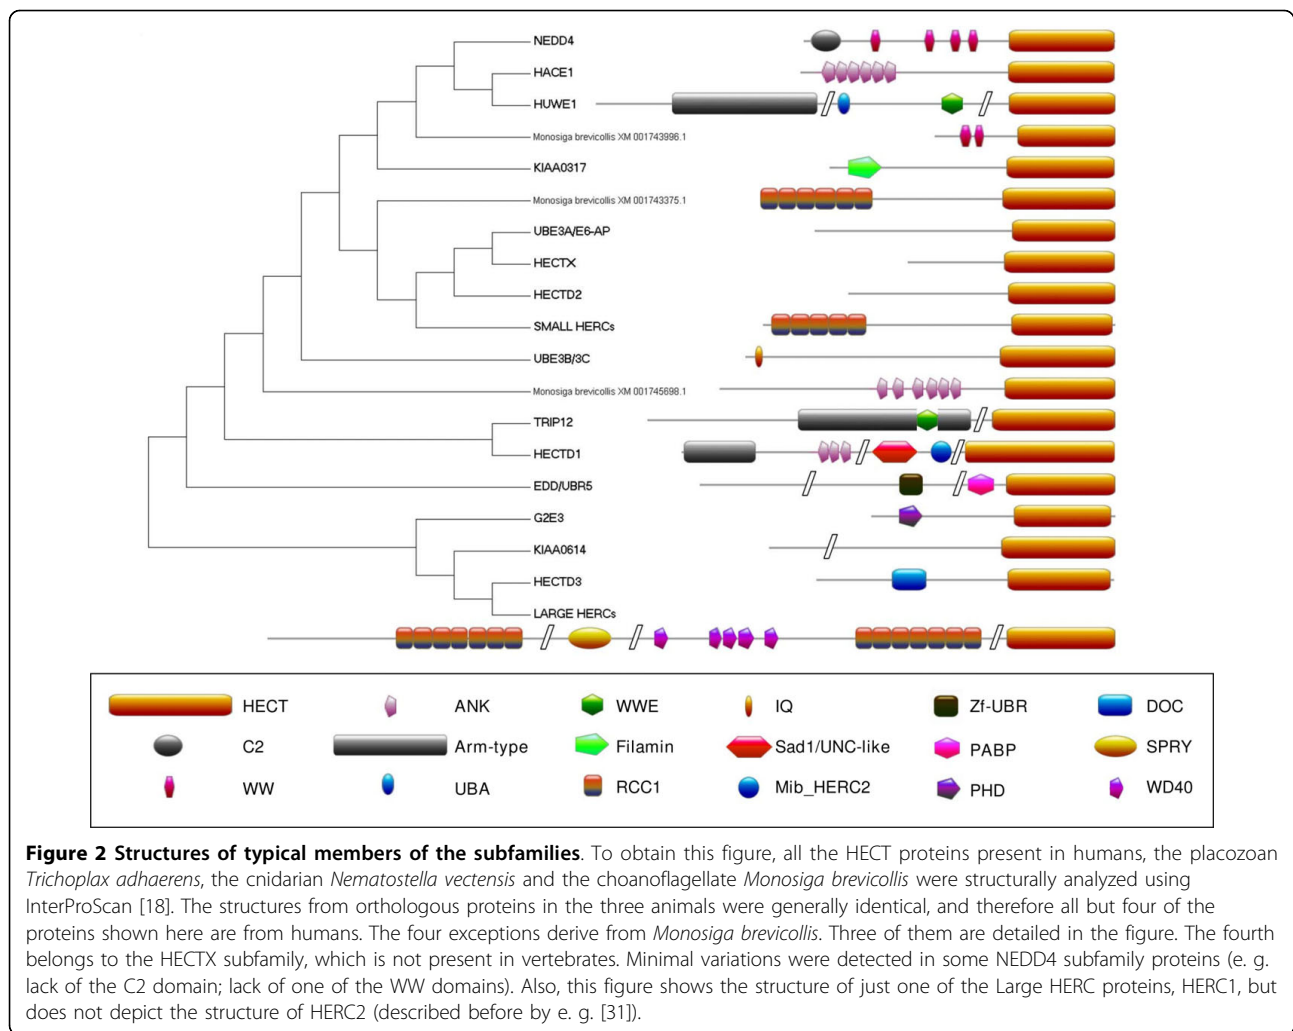 NEDD4
HACE1
HUWE1
Monosiga brevicollis XM 001743996.1
KIAA0317
Monosiga brevicollis XM 001743375.1
UBE3A/E6-AP
HECTX
HECTD2
SMALL HERCs
UBE3B/3C
Monosiga brevicollis XM 001745698.1
TRIP12
HECTD1
EDD/UBR5
G2E3
KIAA0614
HECTD3
LARGE HERCs
HECT ANK WWE IQ Zf-UBR DOC
C2 Arm-type Filamin Sad1/UNC-like PABP SPRY
WW UBA RCC1 Mib_HERC2 PHD WD40
Figure 2 Structures of typical members of the subfamilies. To obtain this figure, all the HECT proteins present in humans, the placozoan
Trichoplax adhaerens, the cnidarian Nematostella vectensis and the choanoflagellate Monosiga brevicollis were structurally analyzed using
InterProScan [18]. The structures from orthologous proteins in the three animals were generally identical, and therefore all but four of the
proteins shown here are from humans. The four exceptions derive from Monosiga brevicollis. Three of them are detailed in the figure. The fourth
belongs to the HECTX subfamily, which is not present in vertebrates. Minimal variations were detected in some NEDD4 subfamily proteins (e. g.
lack of the C2 domain; lack of one of the WW domains). Also, this figure shows the structure of just one of the Large HERC proteins, HERC1, but
does not depict the structure of HERC2 (described before by e. g. [31]).